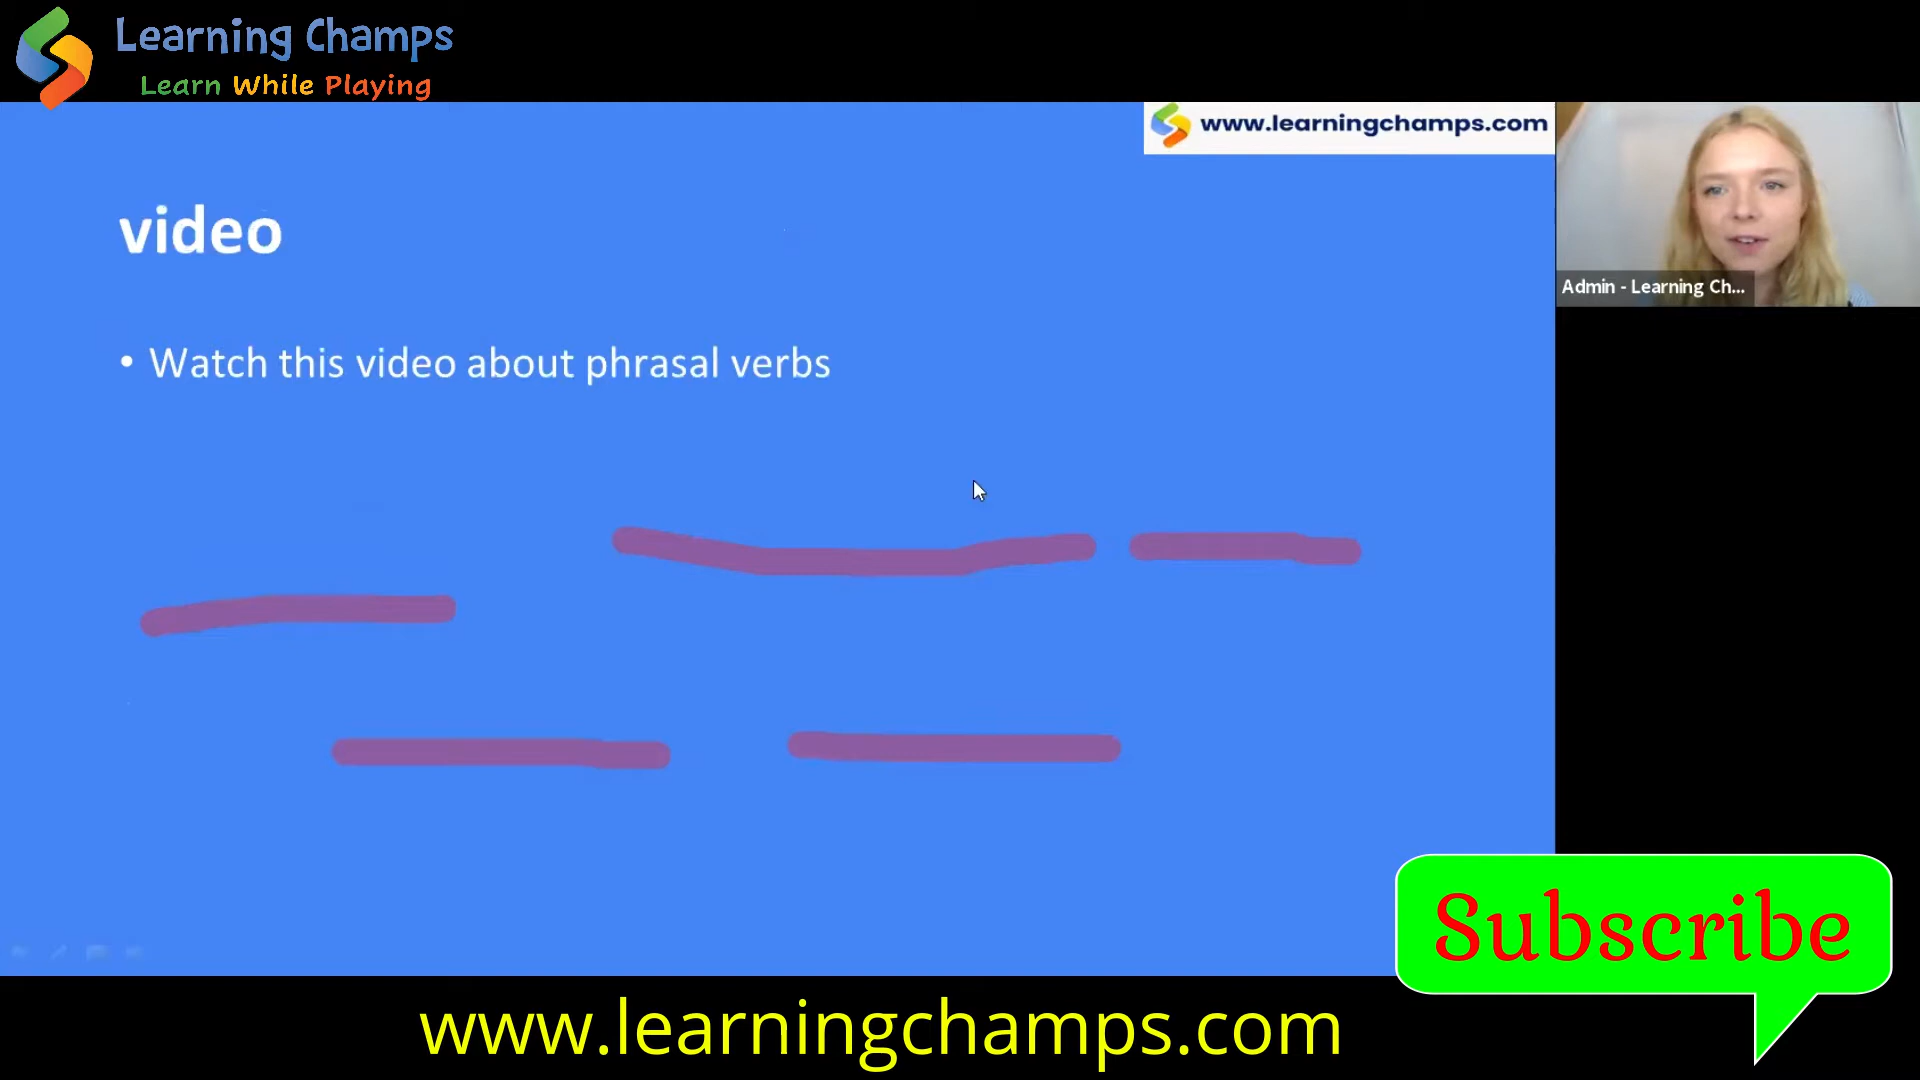 Learning Champs
Learn While Playing
www.learningchamps.com
video
Admin - Learning Ch...
• Watch this video about phrasal verbs
Subscribe
www.learningchamps.com